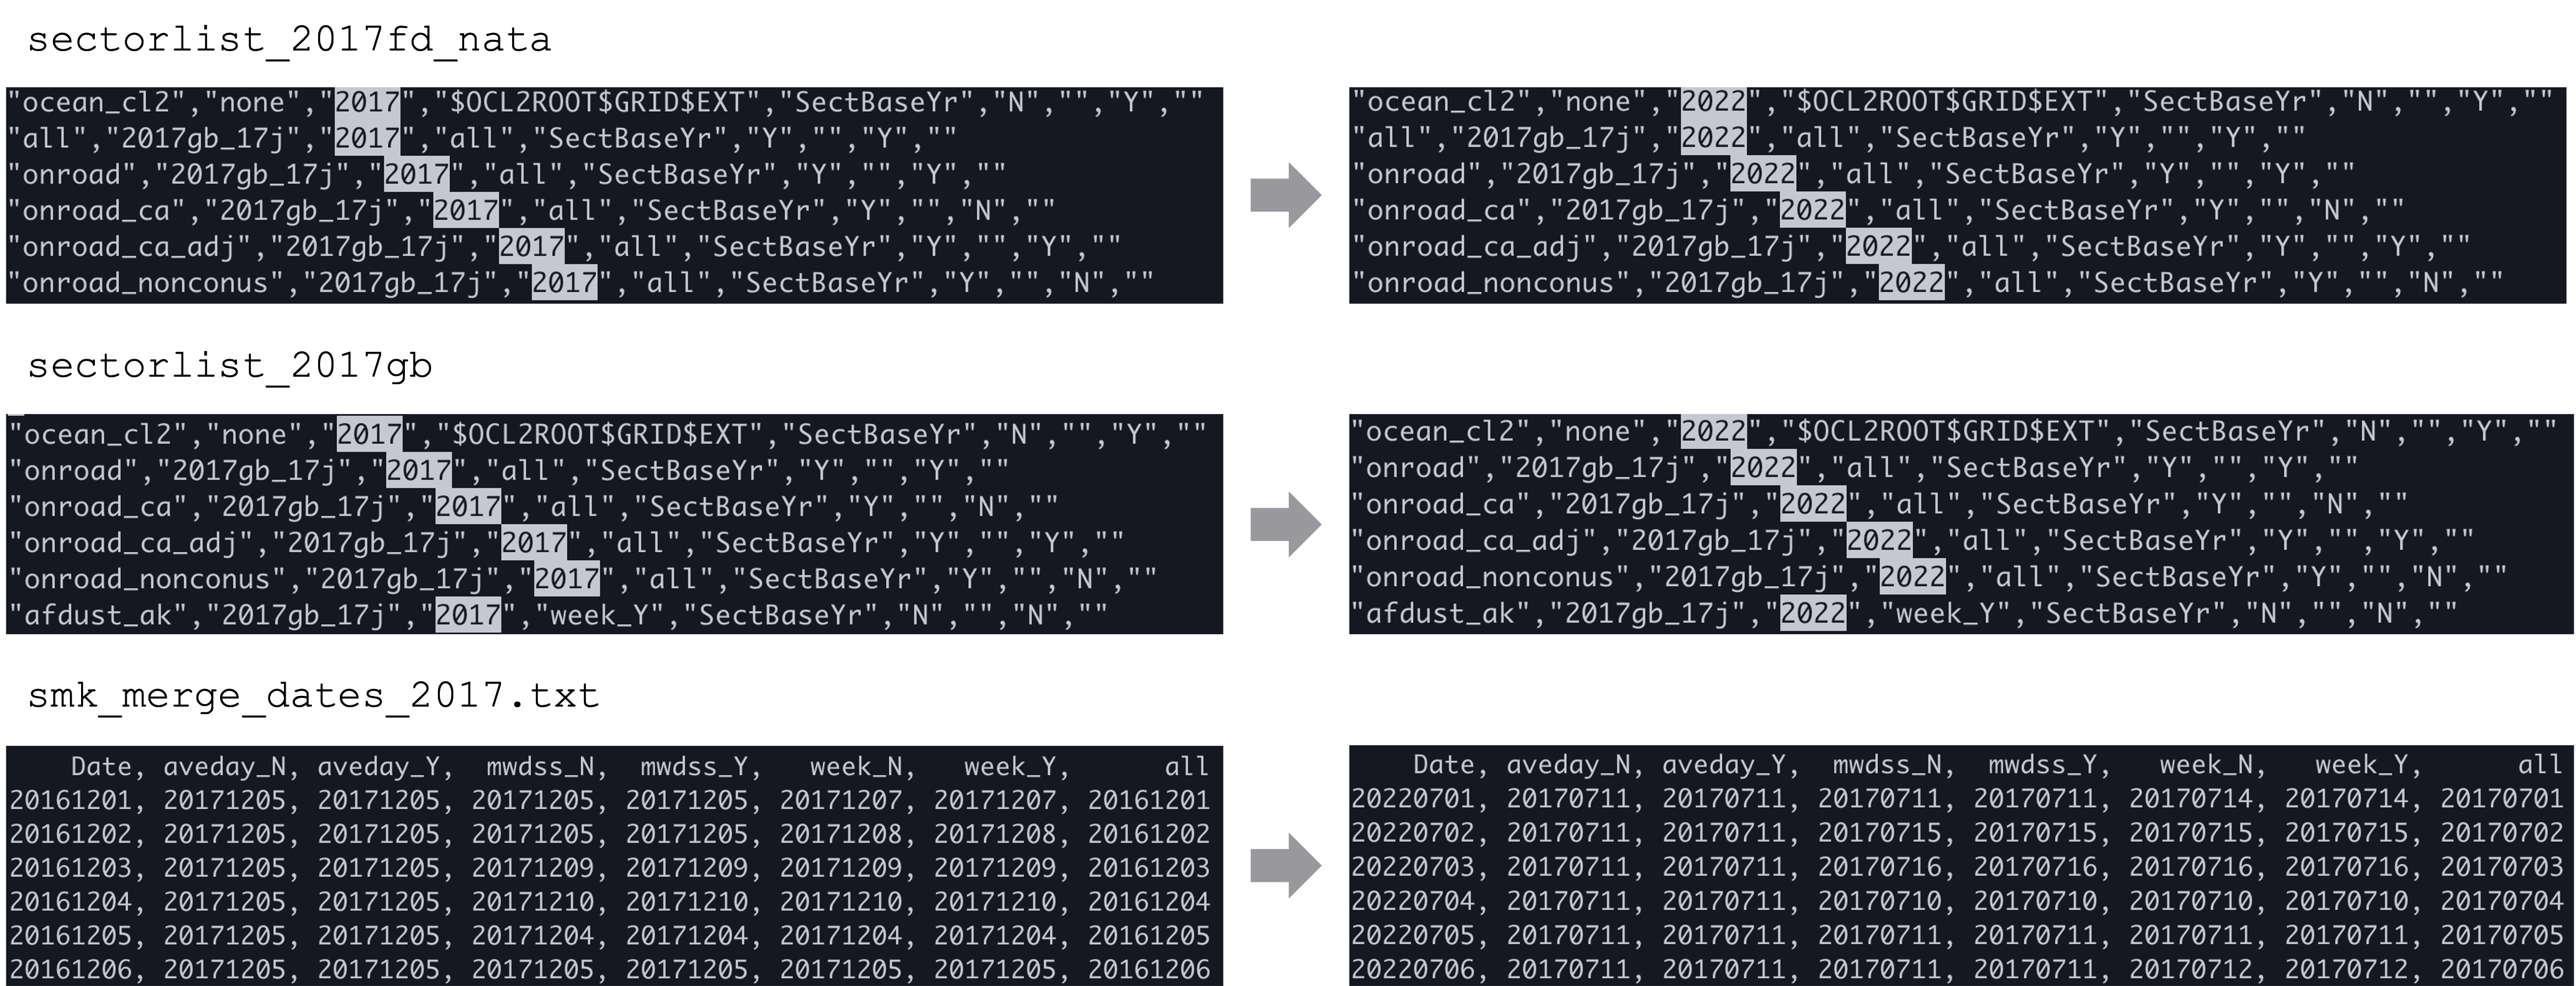 sectorlist_2017fd_nata
"ocean_cl2","none","2017","$OCL2ROOT$GRID$EXT","SectBaseYr","N","","Y",""
"all","2017gb_17j","2017","all","SectBaseYr","Y","","Y",""
"onroad","2017gb_17j","2017","all","SectBaseYr","Y","","Y",""
"onroad_ca","2017gb_17j","2017","all","SectBaseYr","Y","","N",""
"onroad_ca_adj","2017gb_17j","2017","all","SectBaseYr","Y","","Y",""
"onroad_nonconus","2017gb_17j","2017","all","SectBaseYr","Y","","N",""
"ocean_cl2","none","2022","$OCL2ROOT$GRID$EXT","SectBaseYr","N","","Y",""
"all","2017gb_17j","2022","all","SectBaseYr","Y","","Y",""
"onroad","2017gb_17j","2022","all","SectBaseYr","Y","","Y",""
"onroad_ca","2017gb_17j","2022","all","SectBaseYr","Y","","N",""
"onroad_ca_adj","2017gb_17j","2022","all","SectBaseYr","Y","","Y",""
"onroad_nonconus","2017gb_17j","2022","all","SectBaseYr","Y","","N",""
sectorlist_2017gb
"ocean_cl2","none","2017","$OCL2ROOT$GRID$EXT","SectBaseYr","N","","Y",""
"onroad","2017gb_17j","2017","all","SectBaseYr","Y","","Y",""
"onroad_ca","2017gb_17j","2017","all","SectBaseYr","Y","","N",""
"onroad_ca_adj","2017gb_17j","2017","all","SectBaseYr","Y","","Y",""
"onroad_nonconus","2017gb_17j","2017","all","SectBaseYr","Y","","N",""
"afdust_ak","2017gb_17j","2017","week_Y","SectBaseYr","N","","N",""
"ocean_cl2","none","2022","$OCL2ROOT$GRID$EXT","SectBaseYr","N","","Y",""
"onroad","2017gb_17j","2022","all","SectBaseYr","Y","","Y",""
"onroad_ca","2017gb_17j","2022","all","SectBaseYr","Y","","N",""
"onroad_ca_adj","2017gb_17j","2022","all","SectBaseYr","Y","","Y",""
"onroad_nonconus","2017gb_17j","2022","all","SectBaseYr","Y","","N",""
"afdust_ak","2017gb_17j","2022","week_Y","SectBaseYr","N","","N",""
smk_merge_dates_2017.txt
Date, aveday_N, aveday_Y, mwdss_N, mwdss_Y, week_N, week_Y, all
20161201, 20171205, 20171205, 20171205, 20171205, 20171207, 20171207, 20161201
20161202, 20171205, 20171205, 20171205, 20171205, 20171208, 20171208, 20161202
20161203, 20171205, 20171205, 20171209, 20171209, 20171209, 20171209, 20161203
20161204, 20171205, 20171205, 20171210, 20171210, 20171210, 20171210, 20161204
20161205, 20171205, 20171205, 20171204, 20171204, 20171204, 20171204, 20161205
20161206, 20171205, 20171205, 20171205, 20171205, 20171205, 20171205, 20161206
Date, aveday_N, aveday_Y, mwdss_N, mwdss_Y, week_N, week_Y, all
20220701, 20170711, 20170711, 20170711, 20170711, 20170714, 20170714, 20170701
20220702, 20170711, 20170711, 20170715, 20170715, 20170715, 20170715, 20170702
20220703, 20170711, 20170711, 20170716, 20170716, 20170716, 20170716, 20170703
20220704, 20170711, 20170711, 20170710, 20170710, 20170710, 20170710, 20170704
20220705, 20170711, 20170711, 20170711, 20170711, 20170711, 20170711, 20170705
20220706, 20170711, 20170711, 20170711, 20170711, 20170712, 20170712, 20170706